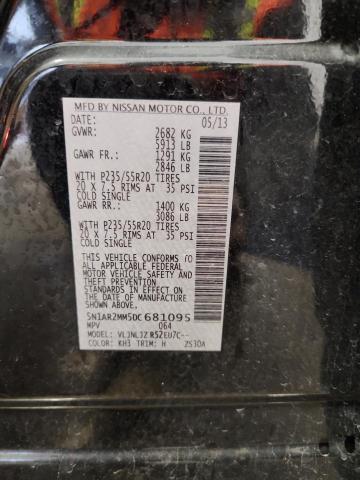 MFD BY NISSAN MOTOR CO., LTD.
DATE: 05/13
GVWR: 2682 KG
5913 LB
GAWR FR.: 1291 KG
2846 LB
WITH P235/55R20 TIRES
20 X 7.5 RIMS AT 35 PSI
COLD SINGLE
GAWR RR.: 1400 KG
3086 LB
WITH P235/55R20 TIRES
20 X 7.5 RIMS AT 35 PSI
COLD SINGLE
THIS VEHICLE CONFORMS TO
ALL APPLICABLE FEDERAL
MOTOR VEHICLE SAFETY AND
THEFT PREVENTION
STANDARDS IN EFFECT ON
THE DATE OF MANUFACTURE
SHOWN ABOVE.
5N1AR2MM5DC681095
MPV 064
MODEL: VLJNLJZ R52EU7C--
COLOR: KH3 TRIM: H 2S30A